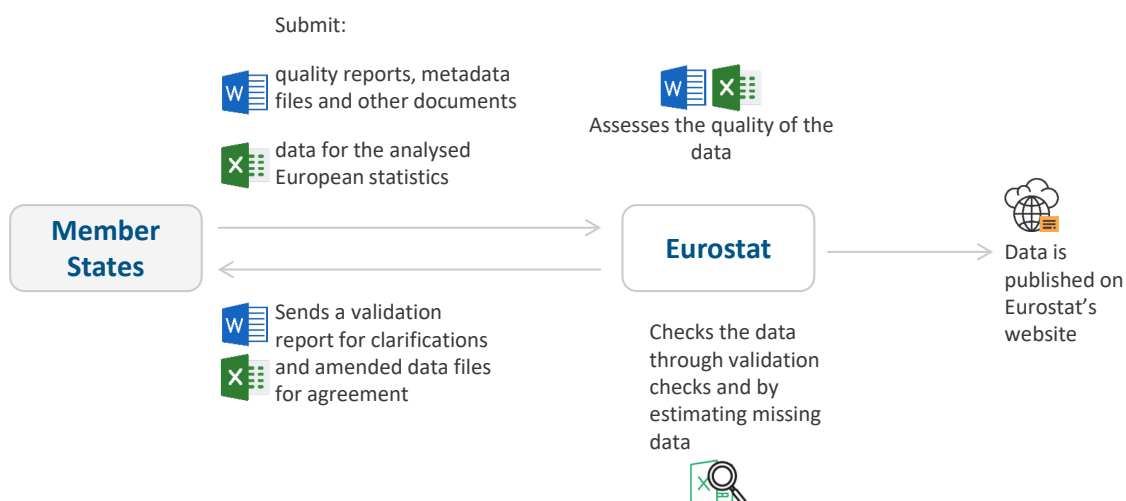 Submit:
quality reports, metadata
files and other documents
data for the analysed
European statistics
Assesses the quality of the
data
Member
States
Eurostat
Data is
published on
Eurostat's
website
Sends a validation
report for clarifications
and amended data files
for agreement
Checks the data
through validation
checks and by
estimating missing
data